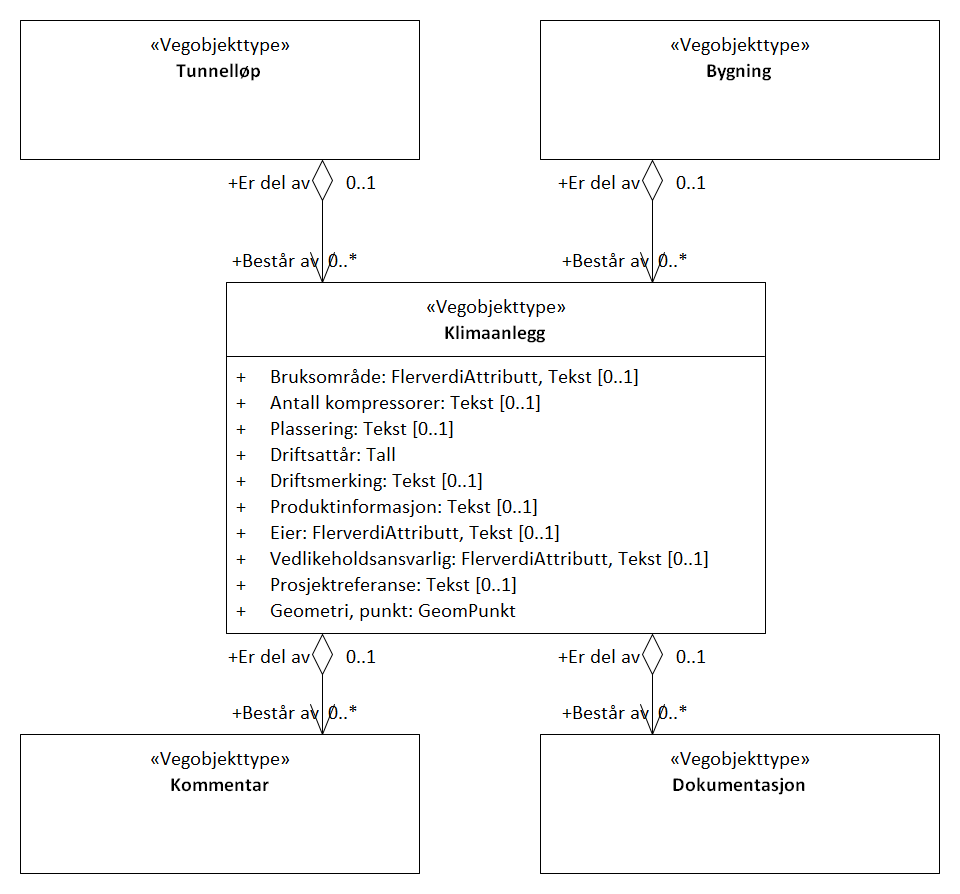 «Vegobjekttype»
Tunnelløp
«Vegobjekttype»
Bygning
+Er del av 0..1
+Er del av 0..1
+Består av 0..*
+Består av 0..*
«Vegobjekttype»
Klimaanlegg
+ Bruksområde: FlerverdiAttributt, Tekst [0..1]
+ Antall kompressorer: Tekst [0..1]
+ Plassering: Tekst [0..1]
+ Driftsattår: Tall
+ Driftsmerking: Tekst [0..1]
+ Produktinformasjon: Tekst [0..1]
+ Eier: FlerverdiAttributt, Tekst [0..1]
+ Vedlikeholdsansvarlig: FlerverdiAttributt, Tekst [0..1]
+ Prosjektreferanse: Tekst [0..1]
+ Geometri, punkt: GeomPunkt
+Er del av 0..1
+Er del av 0..1
+Består av 0..*
+Består av 0..*
«Vegobjekttype»
Kommentar
«Vegobjekttype»
Dokumentasjon